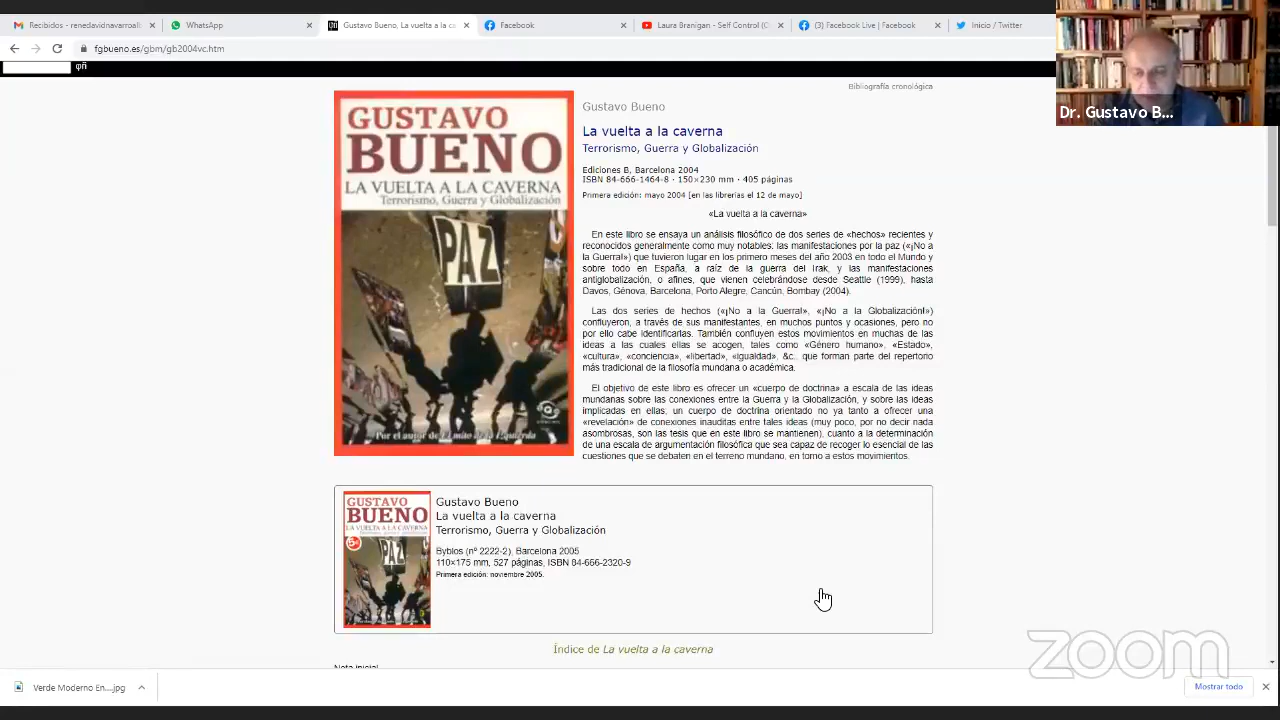 Recibidos - renedavidnavarroal
WhatsApp
Gustavo Bueno, La vuelta a la ca
Facebook
Laura Branigan - Self Control (O
(3) Facebook Live | Facebook
Inicio / Twitter
fgbueno.es/gbm/gb2004vc.htm
φñ
Dr. Gustavo B...
Bibliografía cronológica
GUSTAVO
BUENO
LA VUELTA A LA CAVERNA
Terrorismo, Guerra y Globalización
PAZ
Por el autor de El mito de la Izquierda
Gustavo Bueno
La vuelta a la caverna
Terrorismo, Guerra y Globalización
Ediciones B, Barcelona 2004
ISBN 84-666-1464-8 · 150×230 mm · 405 páginas
Primera edición: mayo 2004 [en las librerías el 12 de mayo]
«La vuelta a la caverna»
En este libro se ensaya un análisis filosófico de dos series de «hechos» recientes y
reconocidos generalmente como muy notables: las manifestaciones por la paz («¡No a
la Guerra!») que tuvieron lugar en los primero meses del año 2003 en todo el Mundo y
sobre todo en España, a raíz de la guerra del Irak, y las manifestaciones
antiglobalización, o afines, que vienen celebrándose desde Seattle (1999), hasta
Davos, Génova, Barcelona, Porto Alegre, Cancún, Bombay (2004).
Las dos series de hechos («¡No a la Guerra!», «¡No a la Globalización!»)
confluyeron, a través de sus manifestantes, en muchos puntos y ocasiones, pero no
por ello cabe identificarlas. También confluyen estos movimientos en muchas de las
ideas a las cuales ellas se acogen, tales como «Género humano», «Estado»,
«cultura», «conciencia», «libertad», «igualdad», &c., que forman parte del repertorio
más tradicional de la filosofía mundana o académica.
El objetivo de este libro es ofrecer un «cuerpo de doctrina» a escala de las ideas
mundanas sobre las conexiones entre la Guerra y la Globalización, y sobre las ideas
implicadas en ellas; un cuerpo de doctrina orientado no ya tanto a ofrecer una
«revelación» de conexiones inauditas entre tales ideas (muy poco, por no decir nada
asombrosas, son las tesis que en este libro se mantienen), cuanto a la determinación
de una escala de argumentación filosófica que sea capaz de recoger lo esencial de las
cuestiones que se debaten en el terreno mundano, en torno a estos movimientos.
GUSTAVO
BUENO
LA VUELTA A LA CAVERNA
PAZ
Gustavo Bueno
La vuelta a la caverna
Terrorismo, Guerra y Globalización
Byblos (nº 2222-2), Barcelona 2005
110×175 mm, 527 páginas, ISBN 84-666-2320-9
Primera edición: noviembre 2005.
Índice de La vuelta a la caverna
Nota inicial
zoom
Verde Moderno En....jpg
Mostrar todo